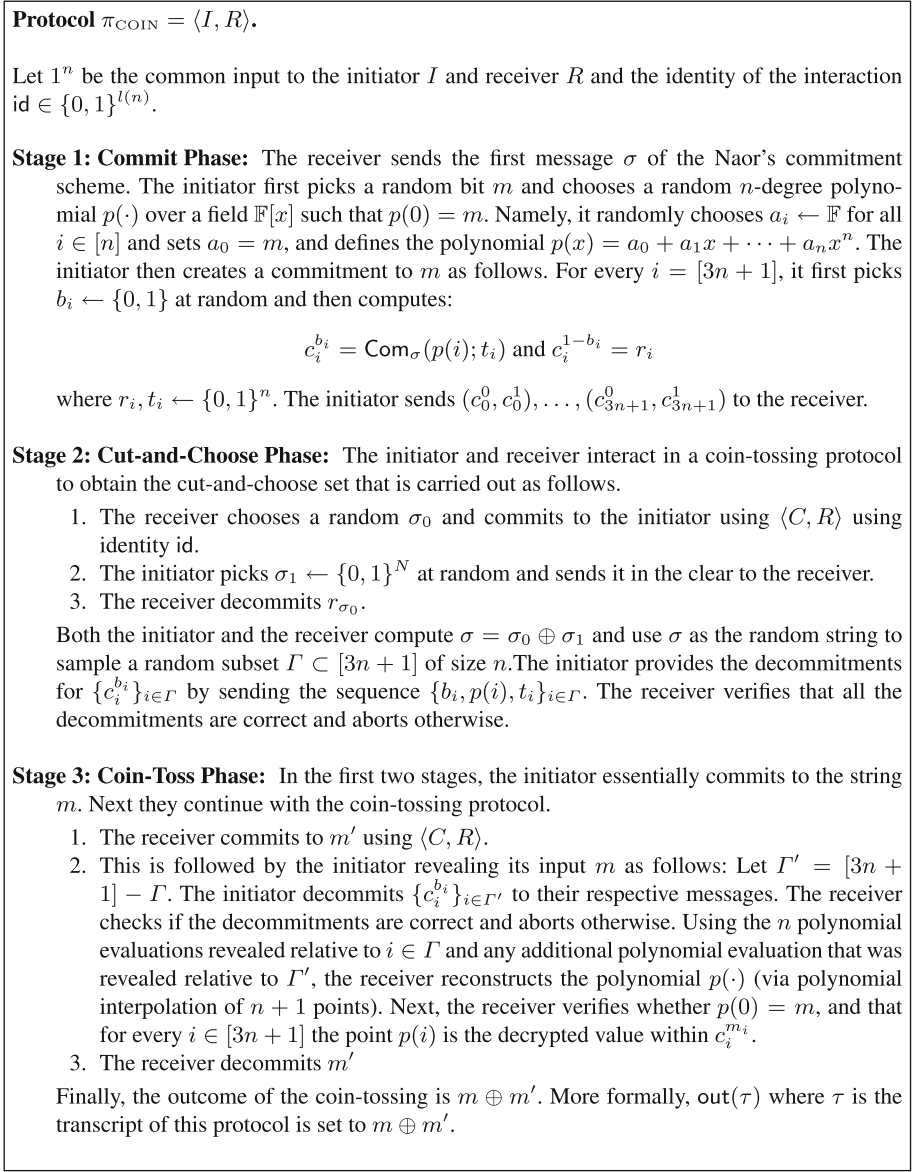 Protocol π_COIN = ⟨I, R⟩.
Let 1^n be the common input to the initiator I and receiver R and the identity of the interaction
id ∈ {0, 1}^{l(n)}.
Stage 1: Commit Phase: The receiver sends the first message σ of the Naor's commitment
scheme. The initiator first picks a random bit m and chooses a random n-degree polyno-
mial p(·) over a field 𝔽[x] such that p(0) = m. Namely, it randomly chooses a_i ← 𝔽 for all
i ∈ [n] and sets a_0 = m, and defines the polynomial p(x) = a_0 + a_1x + ··· + a_nx^n. The
initiator then creates a commitment to m as follows. For every i = [3n + 1], it first picks
b_i ← {0, 1} at random and then computes:
c_i^{b_i} = Com_σ(p(i); t_i) and c_i^{1−b_i} = r_i
where r_i, t_i ← {0, 1}^n. The initiator sends (c_0^0, c_0^1), . . . , (c_{3n+1}^0, c_{3n+1}^1) to the receiver.
Stage 2: Cut-and-Choose Phase: The initiator and receiver interact in a coin-tossing protocol
to obtain the cut-and-choose set that is carried out as follows.
1. The receiver chooses a random σ_0 and commits to the initiator using ⟨C, R⟩ using
identity id.
2. The initiator picks σ_1 ← {0, 1}^N at random and sends it in the clear to the receiver.
3. The receiver decommits r_{σ_0}.
Both the initiator and the receiver compute σ = σ_0 ⊕ σ_1 and use σ as the random string to
sample a random subset Γ ⊂ [3n + 1] of size n.The initiator provides the decommitments
for {c_i^{b_i}}_{i∈Γ} by sending the sequence {b_i, p(i), t_i}_{i∈Γ}. The receiver verifies that all the
decommitments are correct and aborts otherwise.
Stage 3: Coin-Toss Phase: In the first two stages, the initiator essentially commits to the string
m. Next they continue with the coin-tossing protocol.
1. The receiver commits to m′ using ⟨C, R⟩.
2. This is followed by the initiator revealing its input m as follows: Let Γ′ = [3n +
1] − Γ. The initiator decommits {c_i^{b_i}}_{i∈Γ′} to their respective messages. The receiver
checks if the decommitments are correct and aborts otherwise. Using the n polynomial
evaluations revealed relative to i ∈ Γ and any additional polynomial evaluation that was
revealed relative to Γ′, the receiver reconstructs the polynomial p(·) (via polynomial
interpolation of n + 1 points). Next, the receiver verifies whether p(0) = m, and that
for every i ∈ [3n + 1] the point p(i) is the decrypted value within c_i^{m_i}.
3. The receiver decommits m′
Finally, the outcome of the coin-tossing is m ⊕ m′. More formally, out(τ) where τ is the
transcript of this protocol is set to m ⊕ m′.